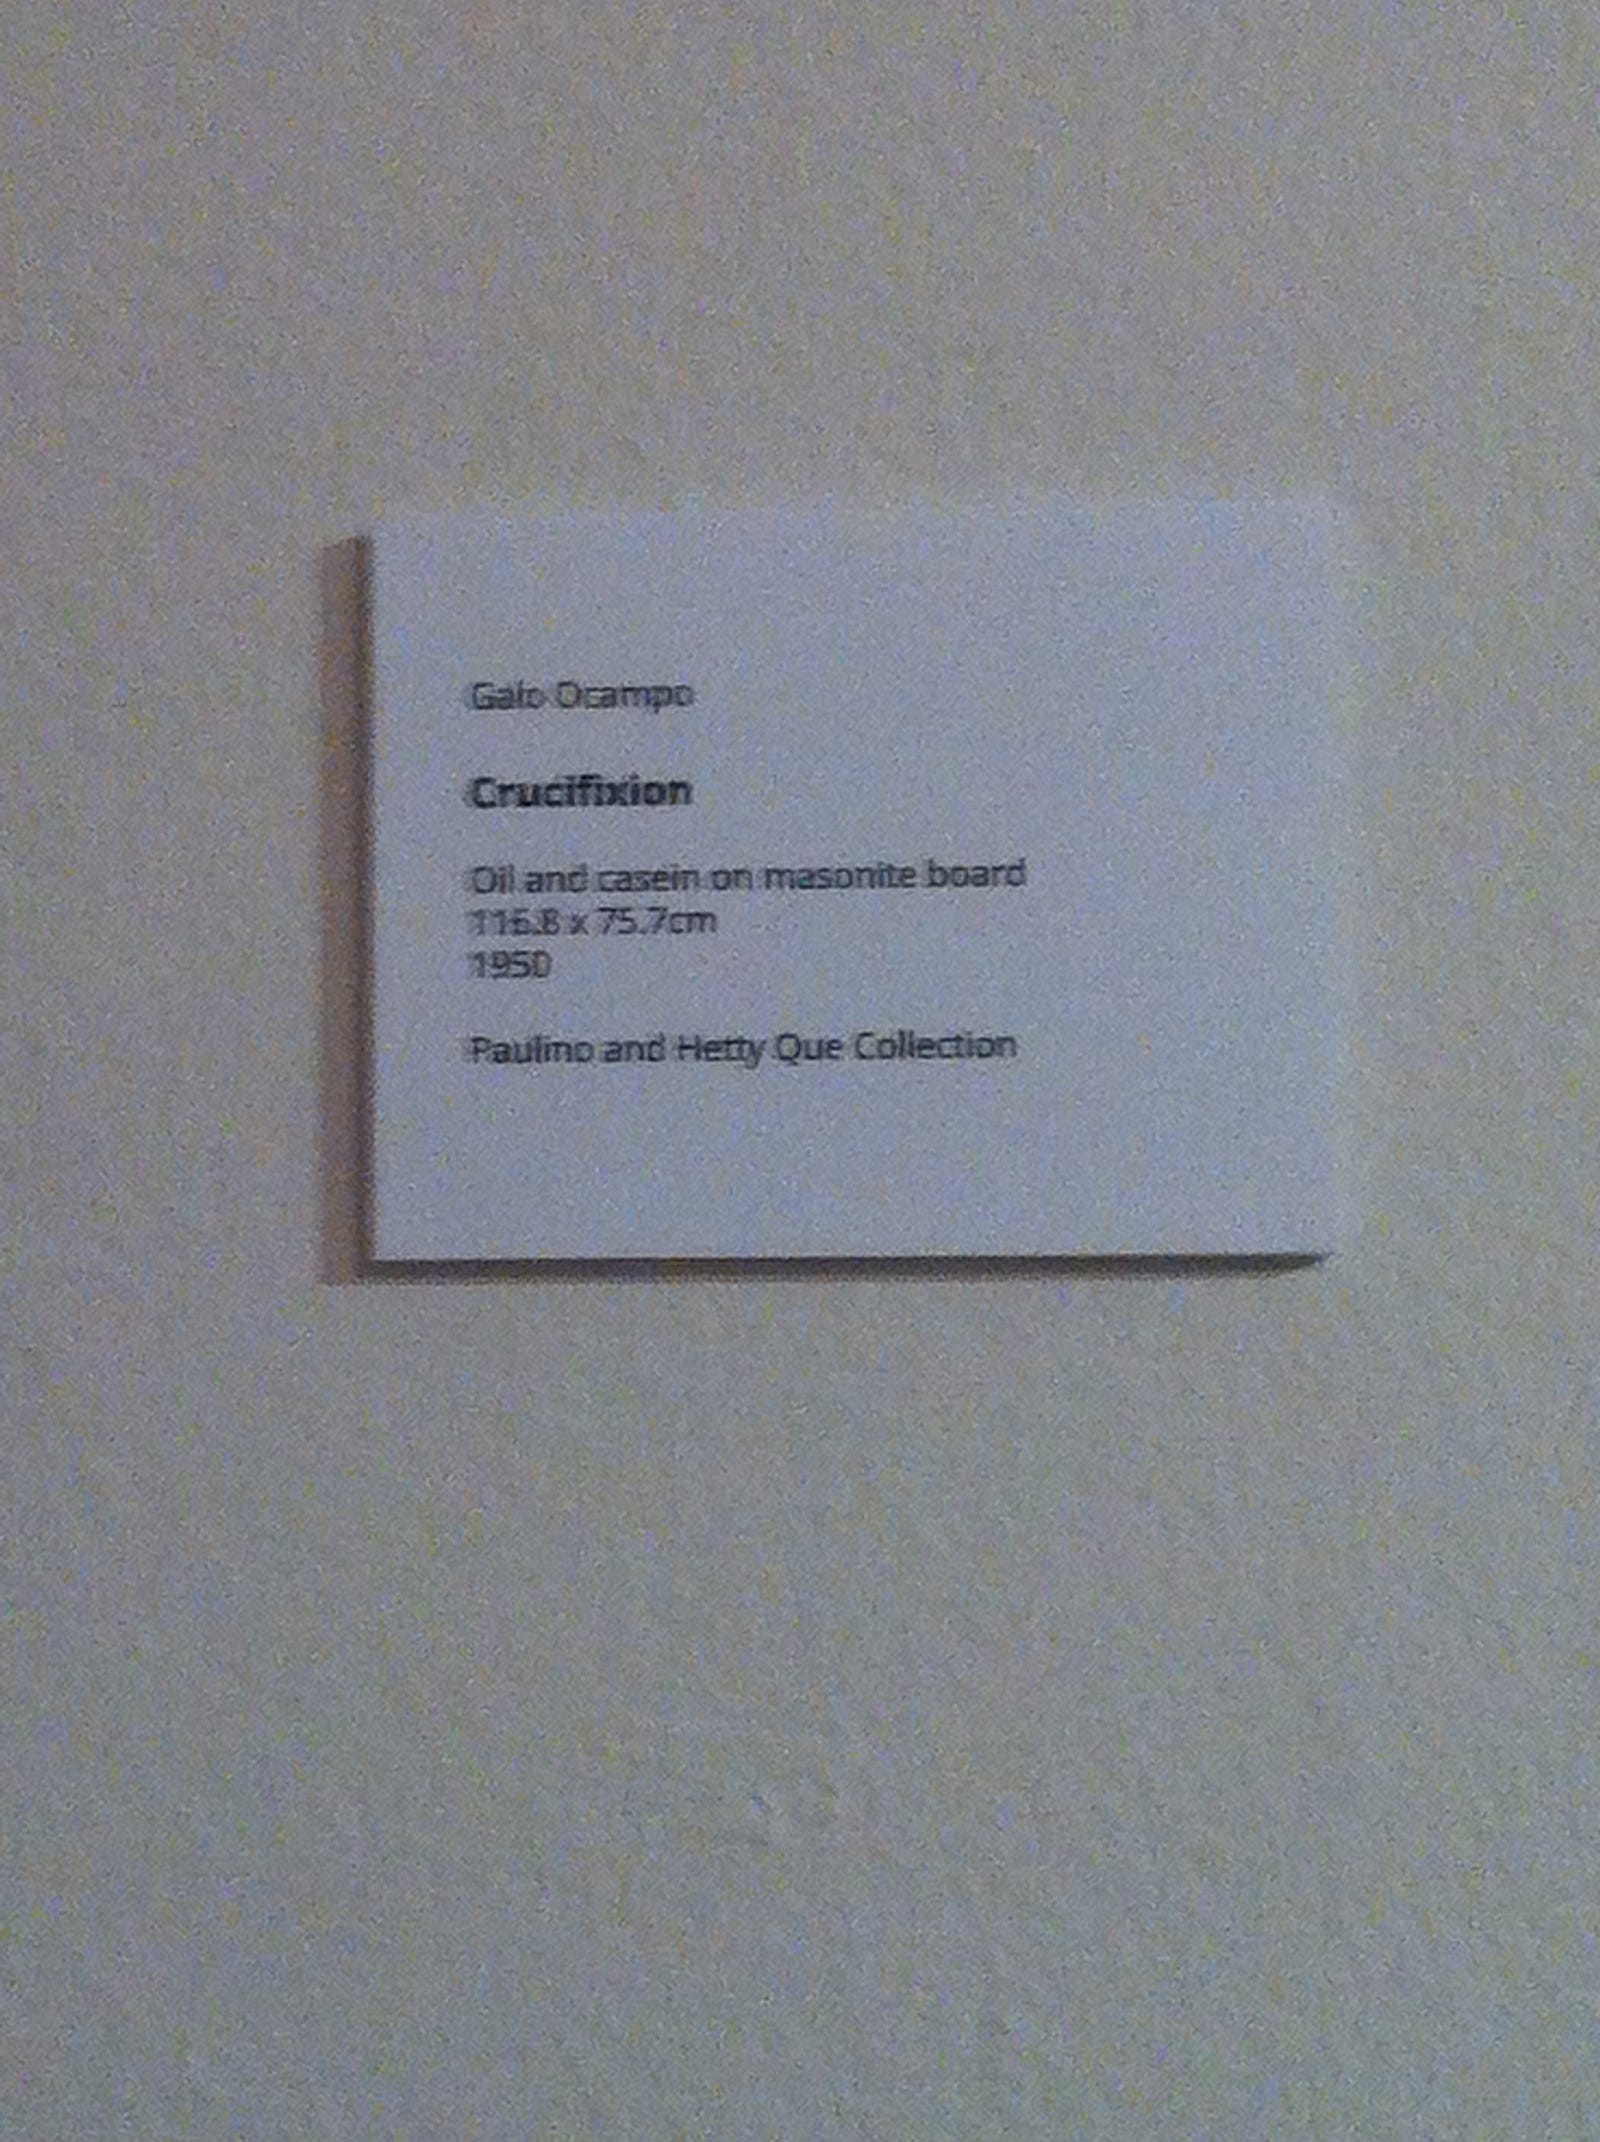 Galo Ocampo
Crucifixion
Oil and casein on masonite board
116.8 x 75.7cm
1950
Paulino and Hetty Que Collection